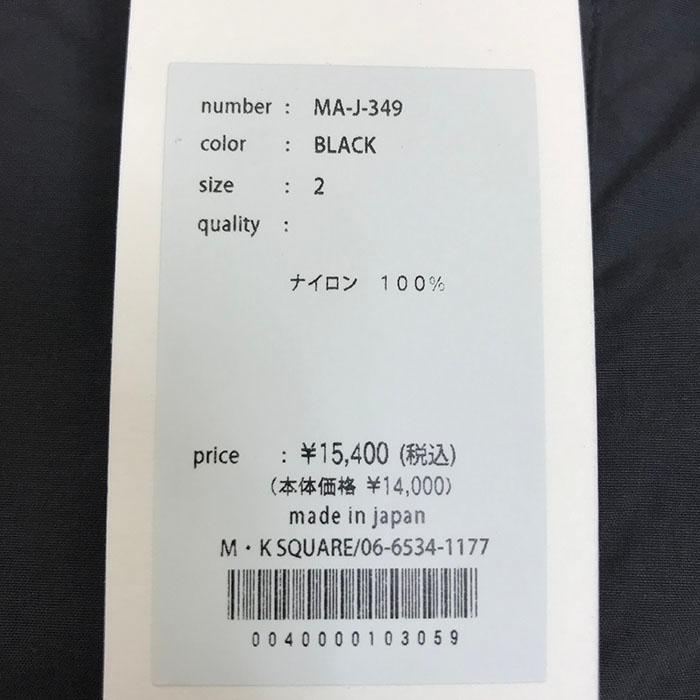 number : MA-J-349
color : BLACK
size : 2
quality :
ナイロン 100%
price : ¥15,400 (税込)
(本体価格 ¥14,000)
made in japan
M・K SQUARE/06-6534-1177
0040000103059